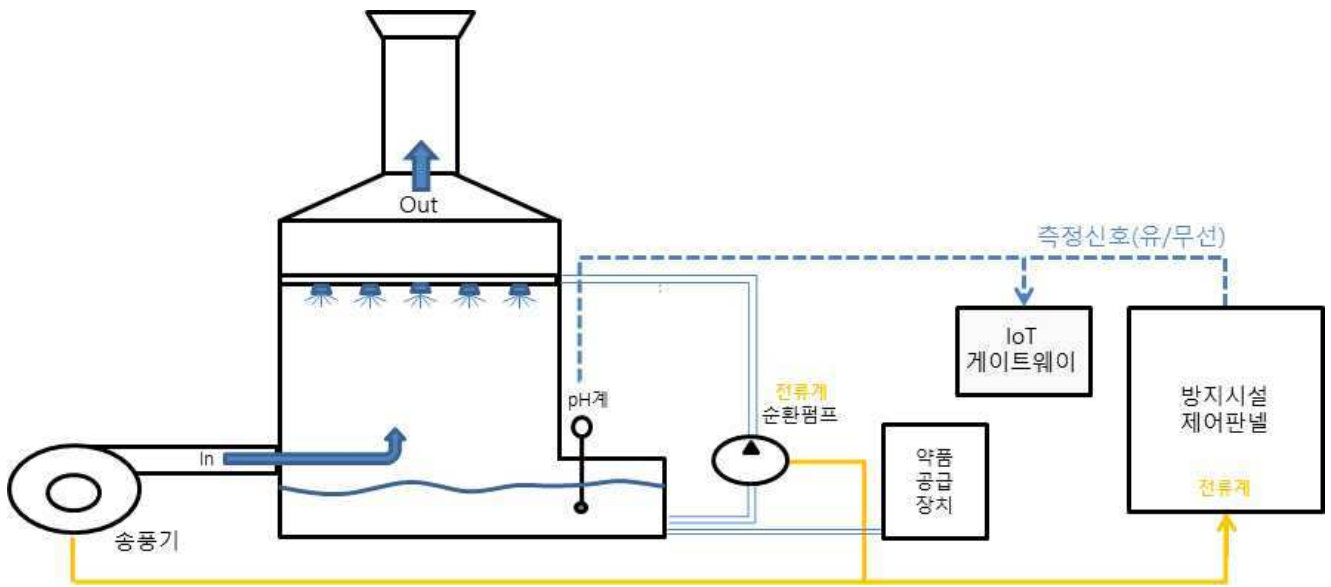 Out
측정신호(유/무선)
IoT
게이트웨이
방지시설
제어판넬
전류계
pH계
전류계
순환펌프
약품
공급
장치
In
송풍기